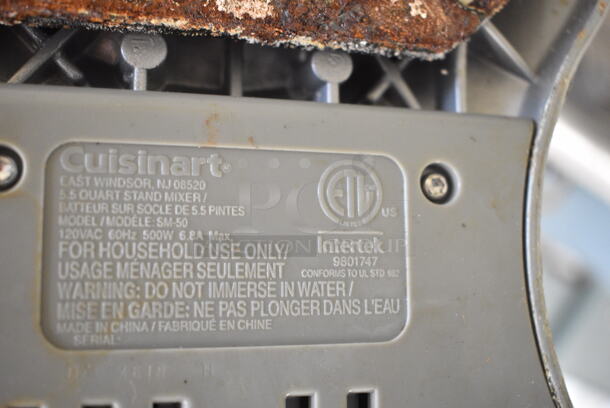 Cuisinart®
EAST WINDSOR, NJ 08520
5.5 QUART STAND MIXER/
BATTEUR SUR SOCLE DE 5.5 PINTES
MODEL / MODÈLE: SM-50
120VAC 60Hz 500W 6.8A Max.
FOR HOUSEHOLD USE ONLY/
USAGE MÉNAGER SEULEMENT
WARNING: DO NOT IMMERSE IN WATER /
MISE EN GARDE: NE PAS PLONGER DANS L'EAU
MADE IN CHINA / FABRIQUÉ EN CHINE
SERIAL:
LISTED
US
Intertek
9801747
CONFORMS TO UL STD 982